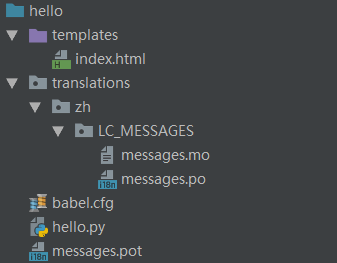 hello
templates
index.html
translations
zh
LC_MESSAGES
messages.mo
messages.po
babel.cfg
hello.py
messages.pot